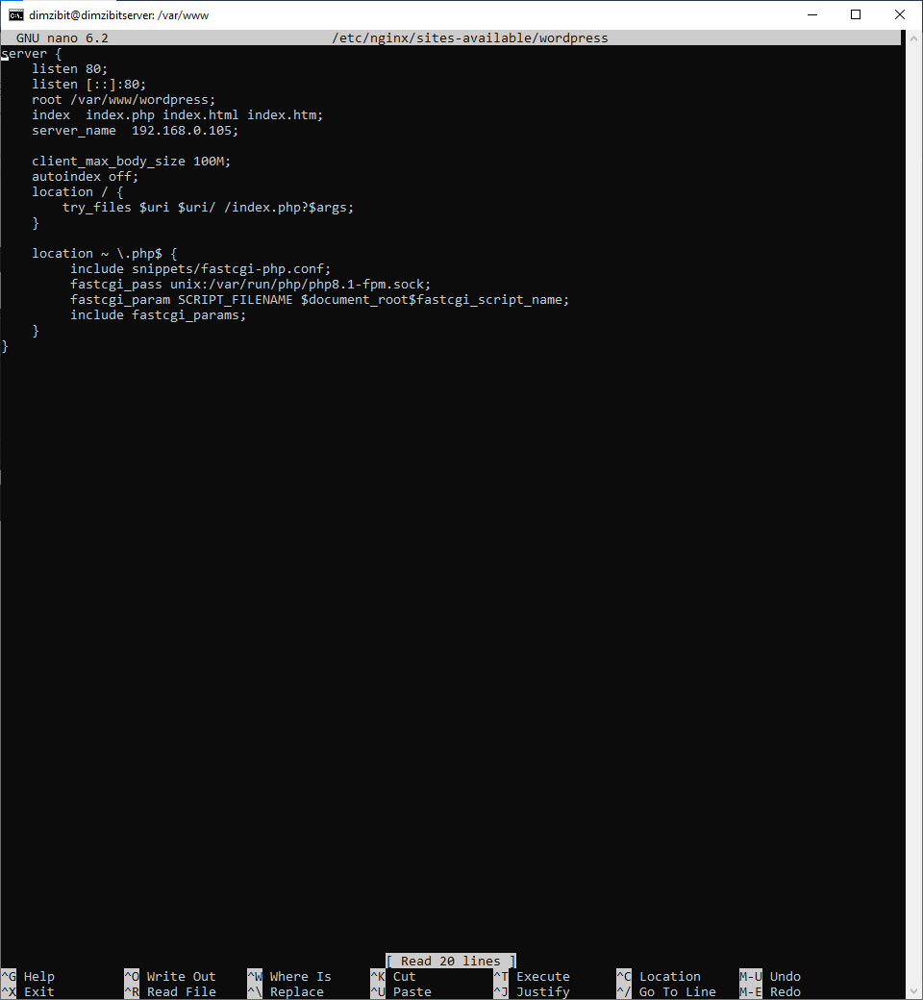 dimzibit@dimzibitserver: /var/www
GNU nano 6.2 /etc/nginx/sites-available/wordpress
server {
    listen 80;
    listen [::]:80;
    root /var/www/wordpress;
    index  index.php index.html index.htm;
    server_name  192.168.0.105;

    client_max_body_size 100M;
    autoindex off;
    location / {
        try_files $uri $uri/ /index.php?$args;
    }

    location ~ \.php$ {
         include snippets/fastcgi-php.conf;
         fastcgi_pass unix:/var/run/php/php8.1-fpm.sock;
         fastcgi_param SCRIPT_FILENAME $document_root$fastcgi_script_name;
         include fastcgi_params;
    }
}
[ Read 20 lines ]
^G Help ^O Write Out ^W Where Is ^K Cut ^T Execute ^C Location M-U Undo
^X Exit ^R Read File ^\ Replace ^U Paste ^J Justify ^/ Go To Line M-E Redo